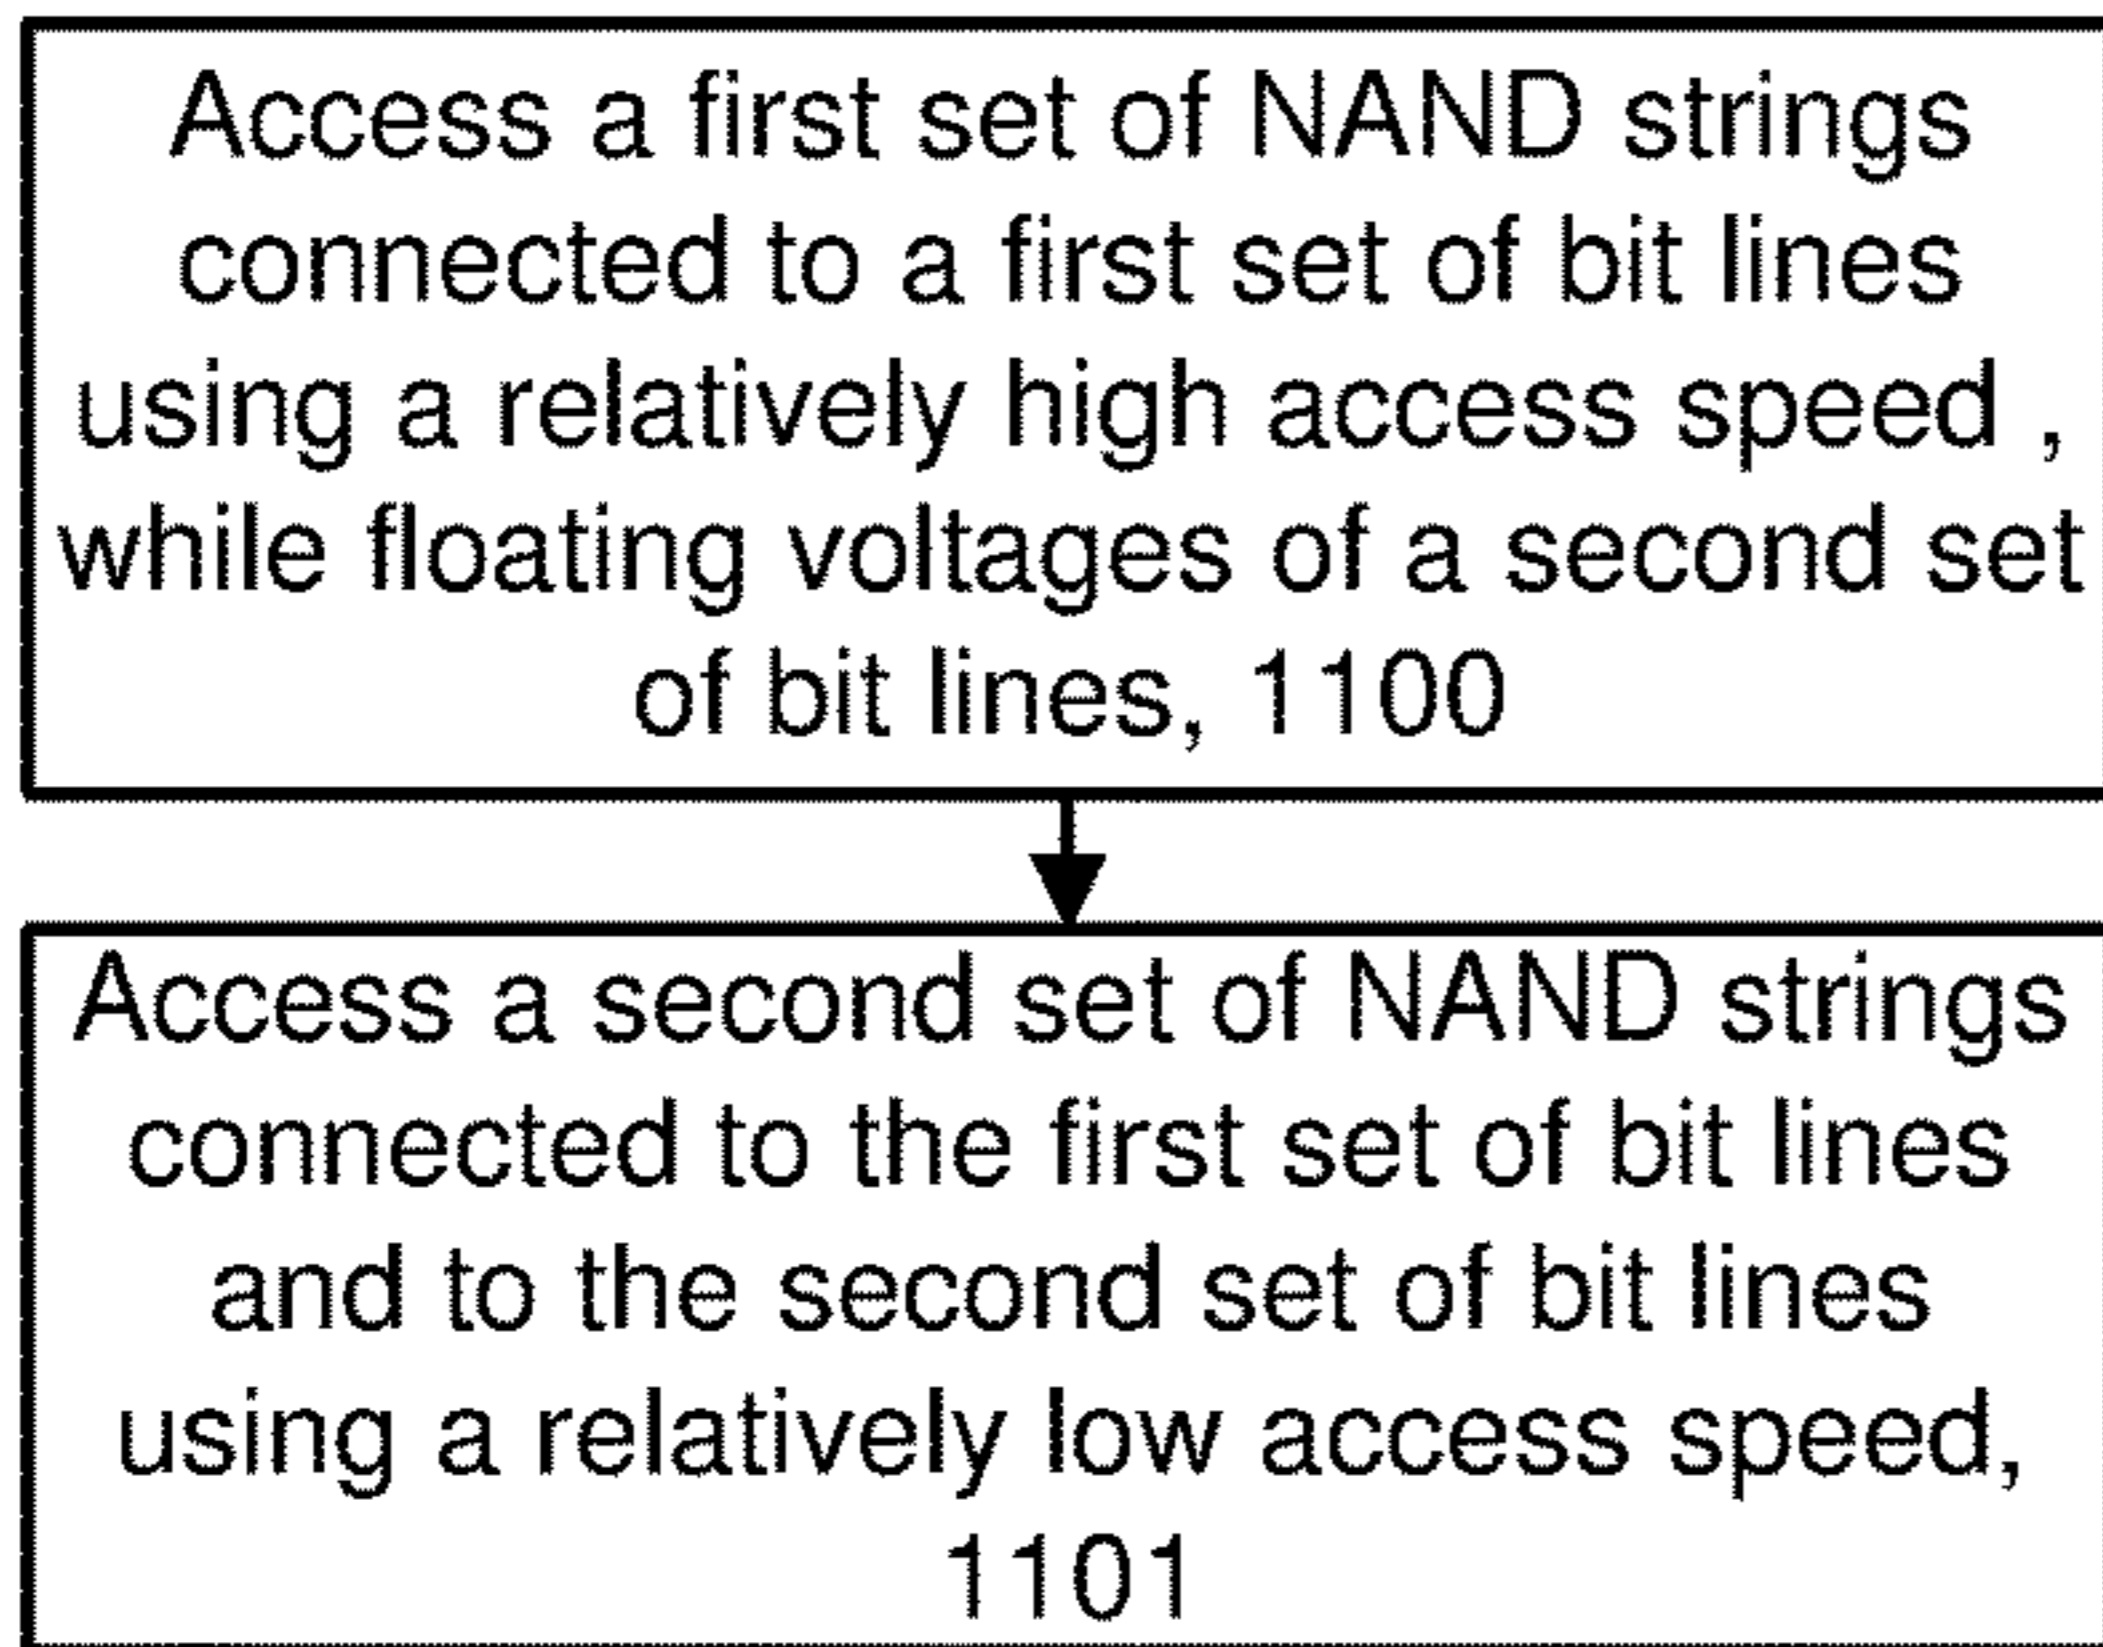 Access a first set of NAND strings
connected to a first set of bit lines
using a relatively high access speed ,
while floating voltages of a second set
of bit lines, 1100
Access a second set of NAND strings
connected to the first set of bit lines
and to the second set of bit lines
using a relatively low access speed,
1101